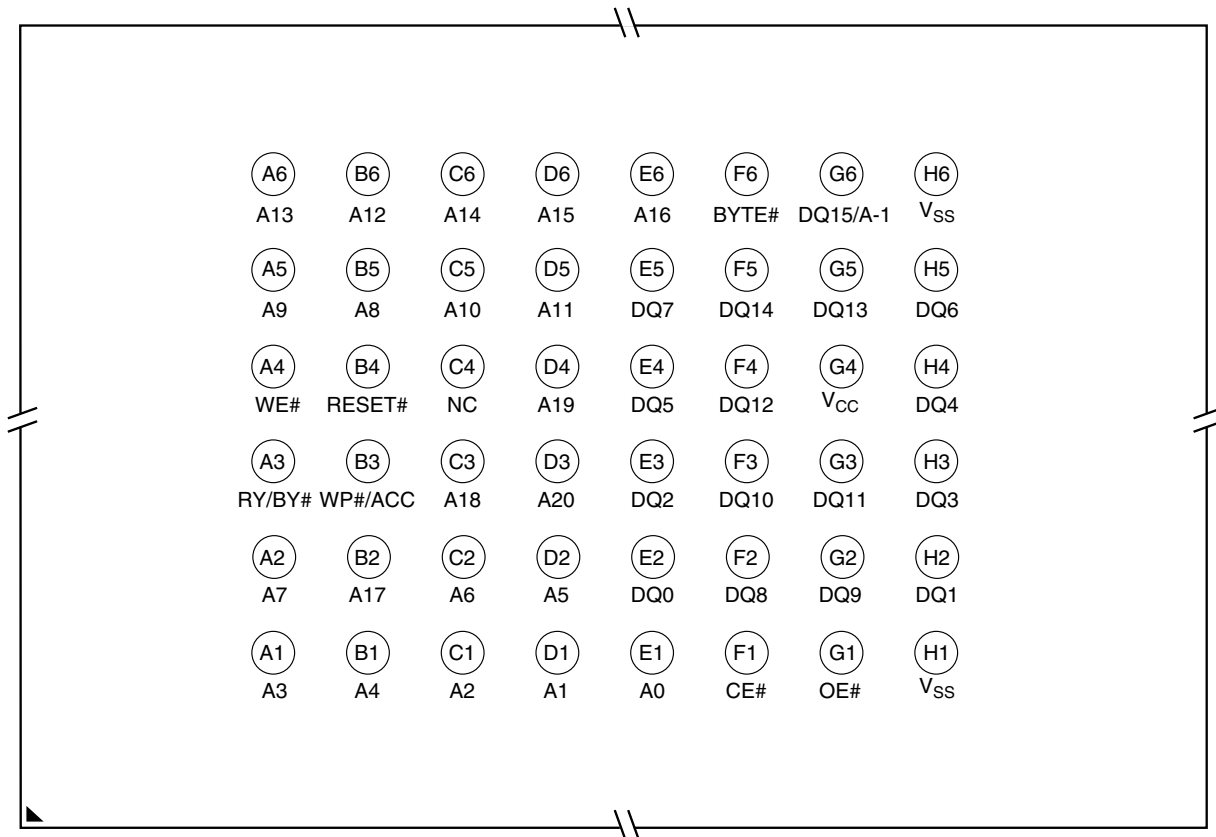 A6 B6 C6 D6 E6 F6 G6 H6
A13 A12 A14 A15 A16 BYTE# DQ15/A-1 VSS
A5 B5 C5 D5 E5 F5 G5 H5
A9 A8 A10 A11 DQ7 DQ14 DQ13 DQ6
A4 B4 C4 D4 E4 F4 G4 H4
WE# RESET# NC A19 DQ5 DQ12 VCC DQ4
A3 B3 C3 D3 E3 F3 G3 H3
RY/BY# WP#/ACC A18 A20 DQ2 DQ10 DQ11 DQ3
A2 B2 C2 D2 E2 F2 G2 H2
A7 A17 A6 A5 DQ0 DQ8 DQ9 DQ1
A1 B1 C1 D1 E1 F1 G1 H1
A3 A4 A2 A1 A0 CE# OE# VSS